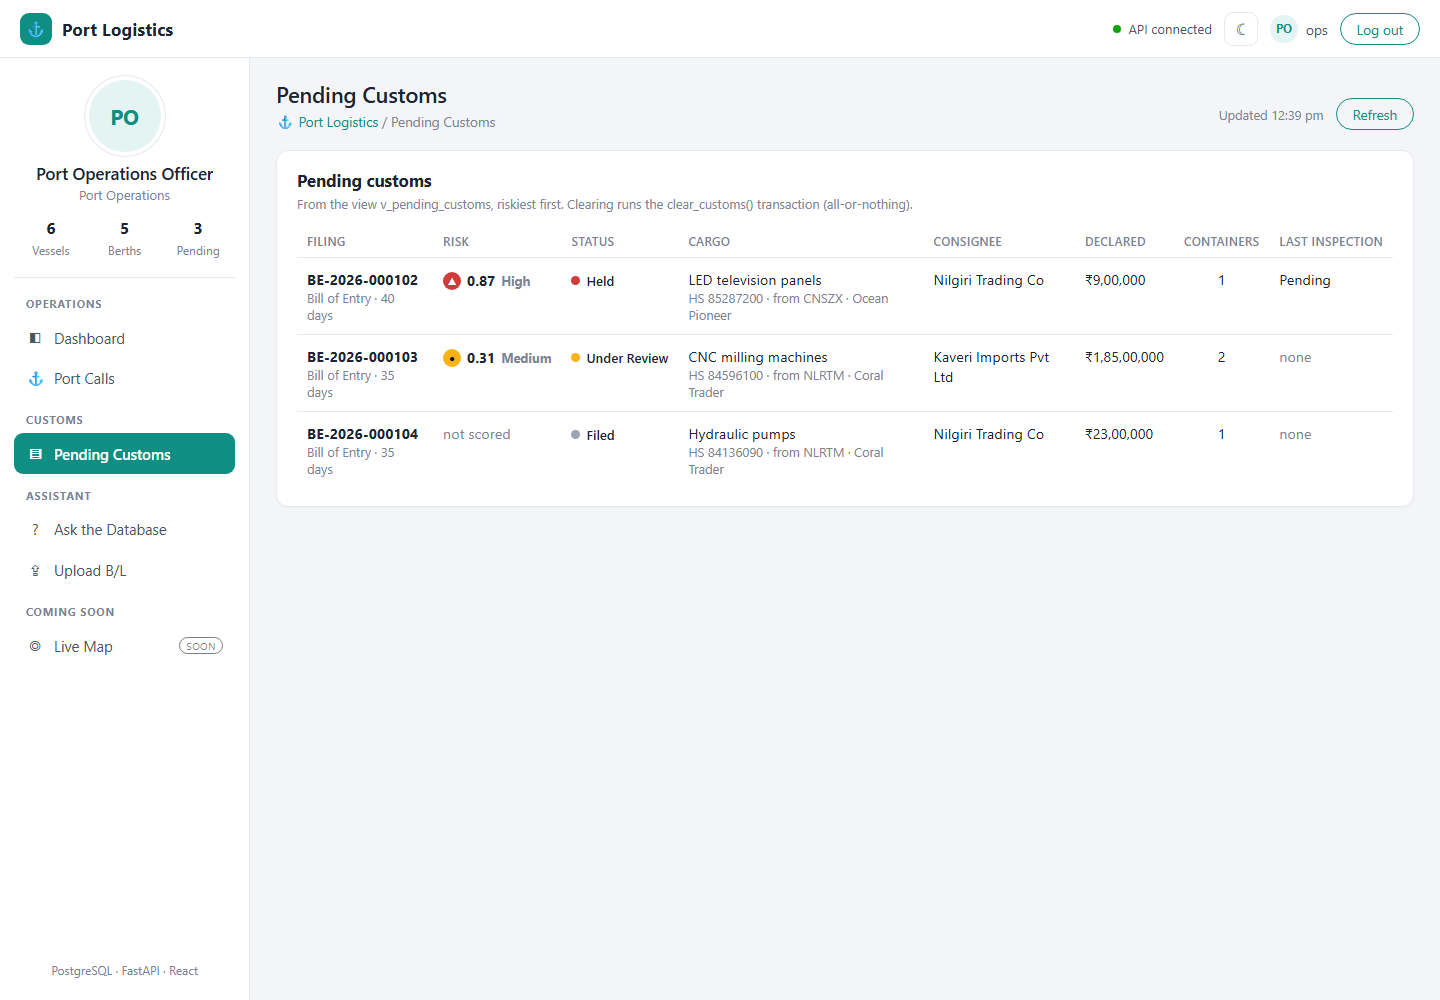 Port Logistics
API connected
PO
ops
Log out
PO
Port Operations Officer
Port Operations
6 5 3
Vessels Berths Pending
OPERATIONS
Dashboard
Port Calls
CUSTOMS
Pending Customs
ASSISTANT
? Ask the Database
Upload B/L
COMING SOON
Live Map SOON
PostgreSQL · FastAPI · React
Pending Customs
Port Logistics / Pending Customs
Updated 12:39 pm
Refresh
Pending customs
From the view v_pending_customs, riskiest first. Clearing runs the clear_customs() transaction (all-or-nothing).
FILING RISK STATUS CARGO CONSIGNEE DECLARED CONTAINERS LAST INSPECTION
BE-2026-000102 0.87 High Held LED television panels Nilgiri Trading Co ₹9,00,000 1 Pending
Bill of Entry · 40 HS 85287200 · from CNSZX · Ocean
days Pioneer
BE-2026-000103 0.31 Medium Under Review CNC milling machines Kaveri Imports Pvt ₹1,85,00,000 2 none
Bill of Entry · 35 HS 84596100 · from NLRTM · Coral Ltd
days Trader
BE-2026-000104 not scored Filed Hydraulic pumps Nilgiri Trading Co ₹23,00,000 1 none
Bill of Entry · 35 HS 84136090 · from NLRTM · Coral
days Trader